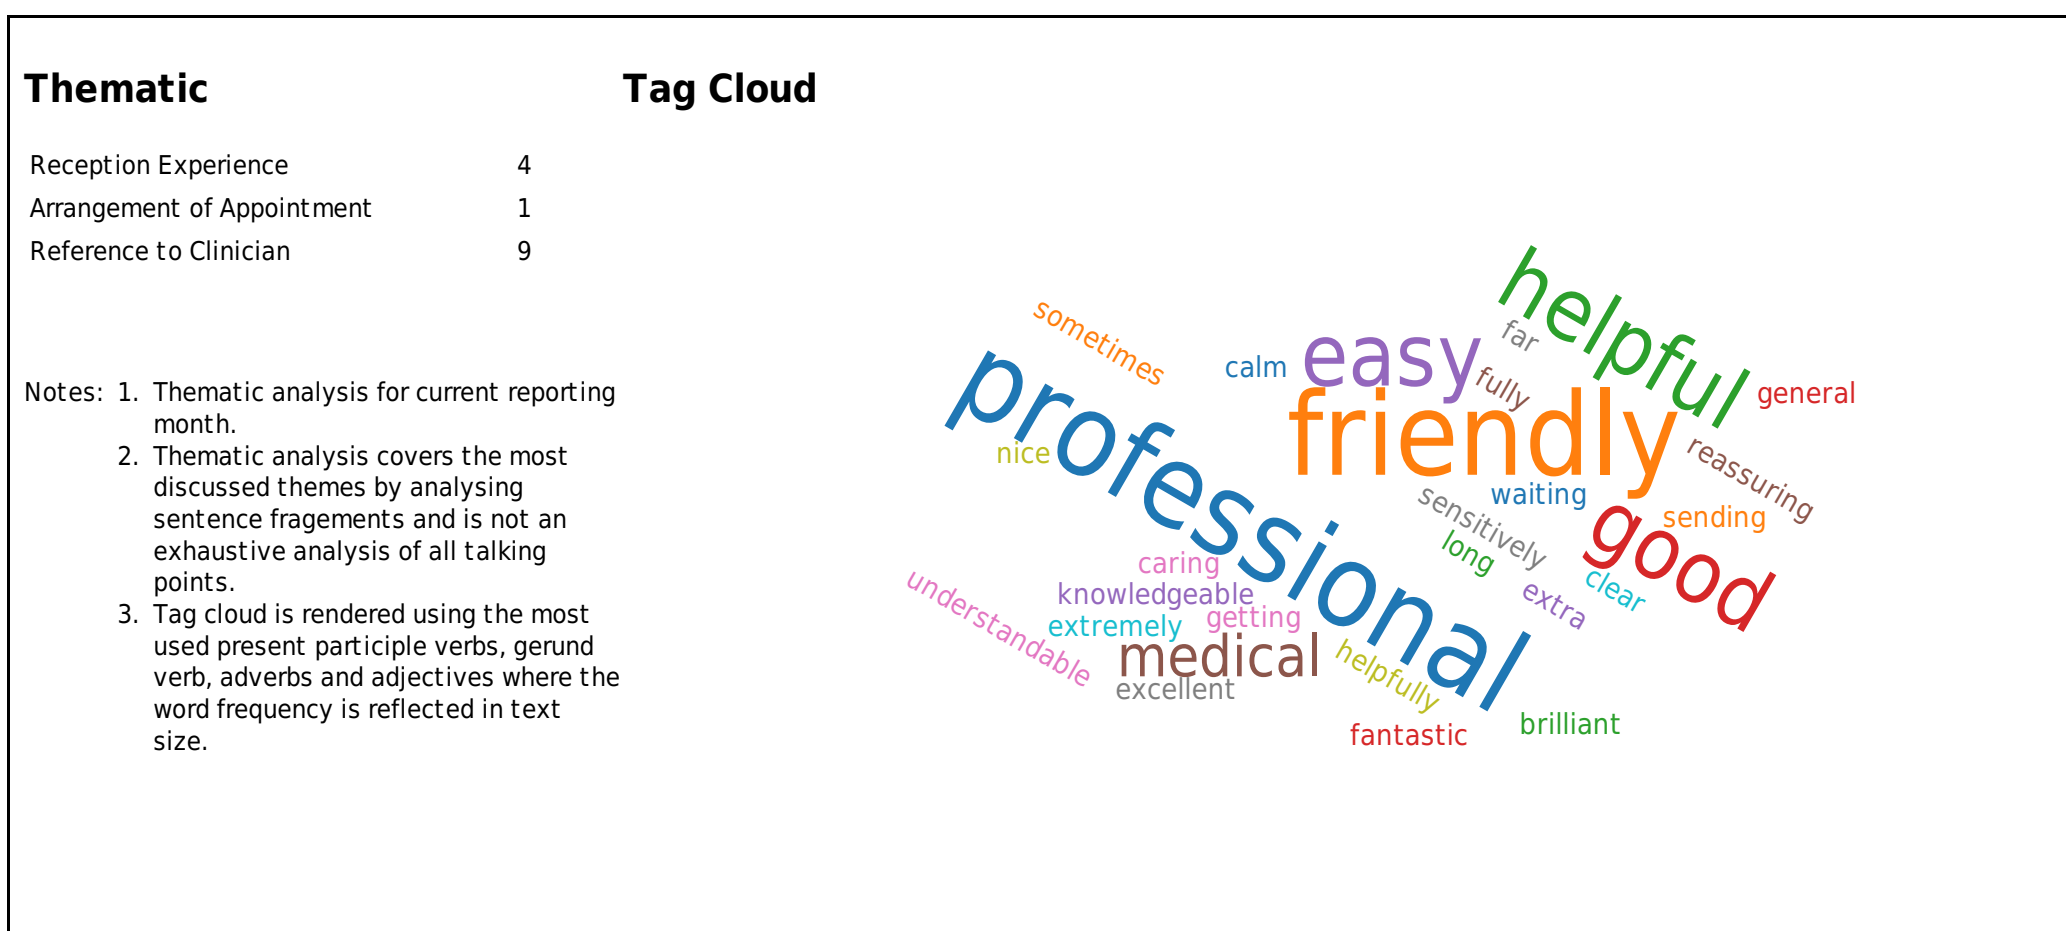 Thematic
Reception Experience 4
Arrangement of Appointment 1
Reference to Clinician 9
Notes: 1. Thematic analysis for current reporting
month.
2. Thematic analysis covers the most
discussed themes by analysing
sentence fragements and is not an
exhaustive analysis of all talking
points.
3. Tag cloud is rendered using the most
used present participle verbs, gerund
verb, adverbs and adjectives where the
word frequency is reflected in text
size.
Tag Cloud
helpful
sometimes
far
easy
calm
fully
general
professional
friendly
nice
reassuring
waiting
sensitively
sending
good
long
caring
clear
extra
knowledgeable
understandable
getting
extremely
medical
helpfully
excellent
brilliant
fantastic